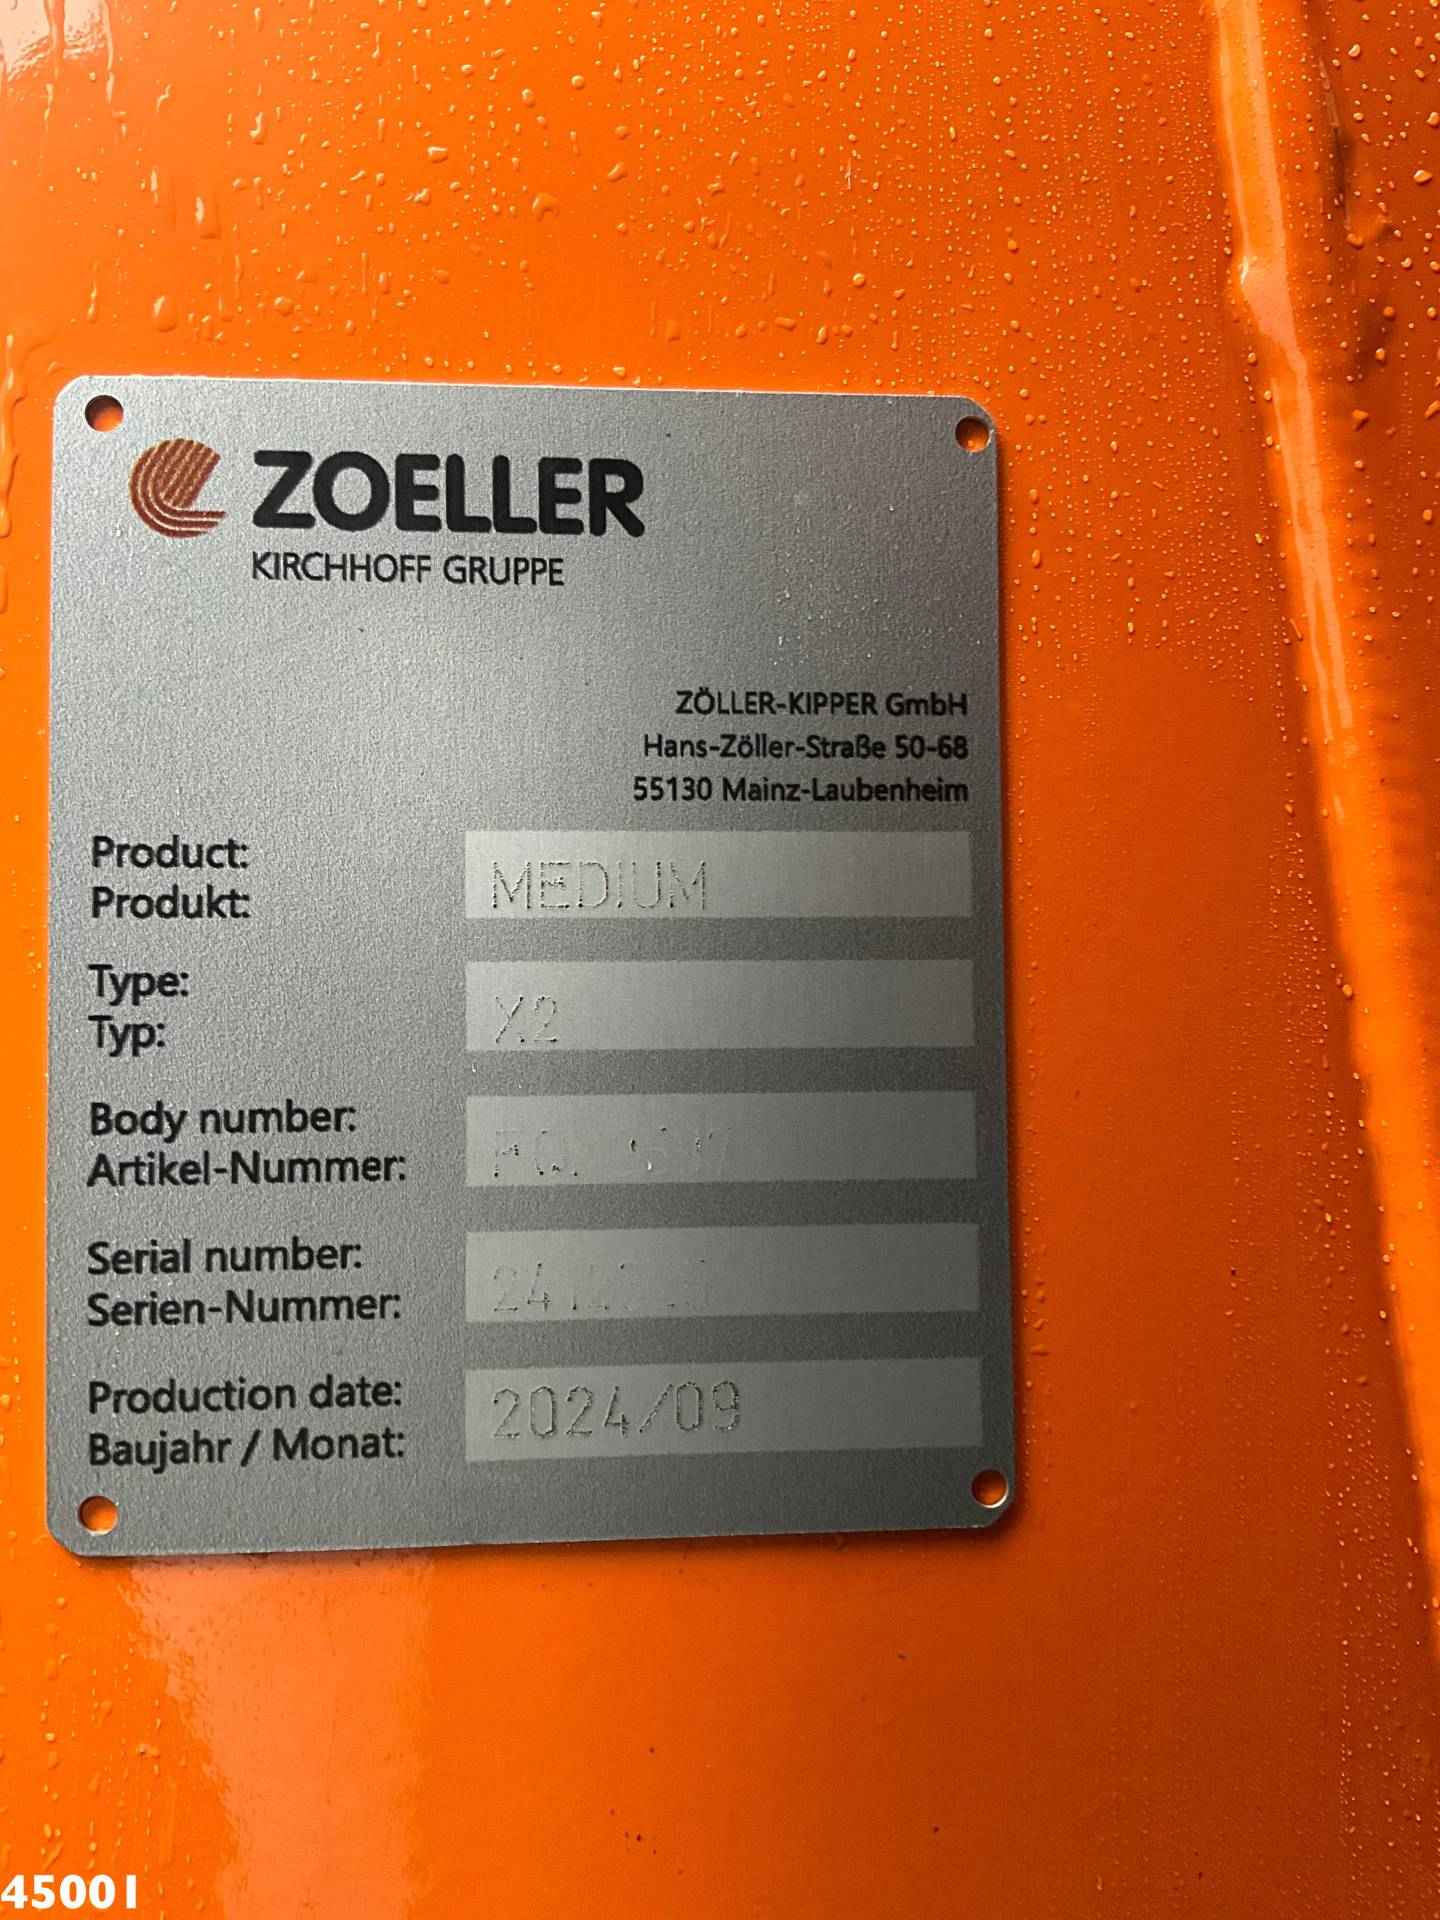 ZOELLER
KIRCHHOFF GRUPPE
ZÖLLER-KIPPER GmbH
Hans-Zöller-Straße 50-68
55130 Mainz-Laubenheim
Product:
Produkt:
MEDIUM
Type:
Typ:
X2
Body number:
Artikel-Nummer:
Serial number:
Serien-Nummer:
Production date:
Baujahr / Monat:
2024/09
45001